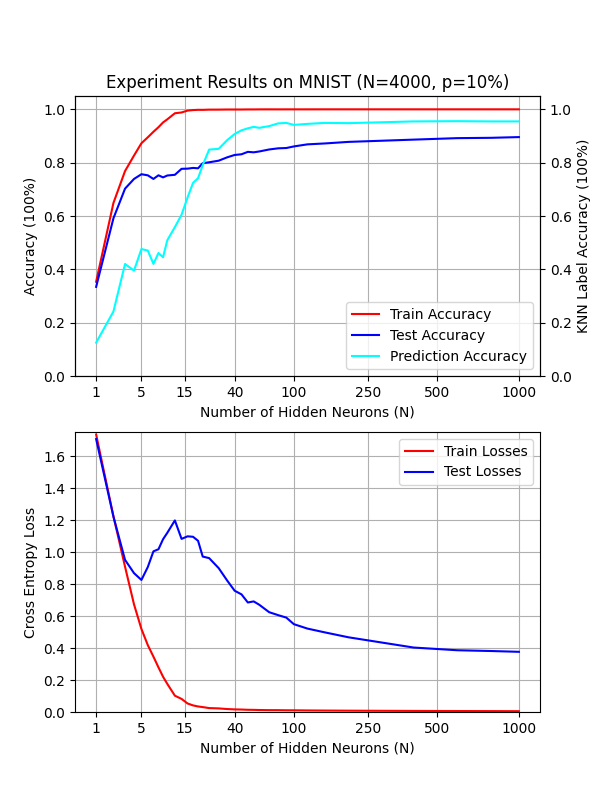 Experiment Results on MNIST (N=4000, p=10%)
1.0 1.0
0.8 0.8
0.6 0.6
0.4 0.4
0.2 0.2
0.0 0.0
Accuracy (100%)
KNN Label Accuracy (100%)
Train Accuracy
Test Accuracy
Prediction Accuracy
1 5 15 40 100 250 500 1000
Number of Hidden Neurons (N)
1.6
1.4
1.2
1.0
0.8
0.6
0.4
0.2
0.0
Cross Entropy Loss
Train Losses
Test Losses
1 5 15 40 100 250 500 1000
Number of Hidden Neurons (N)